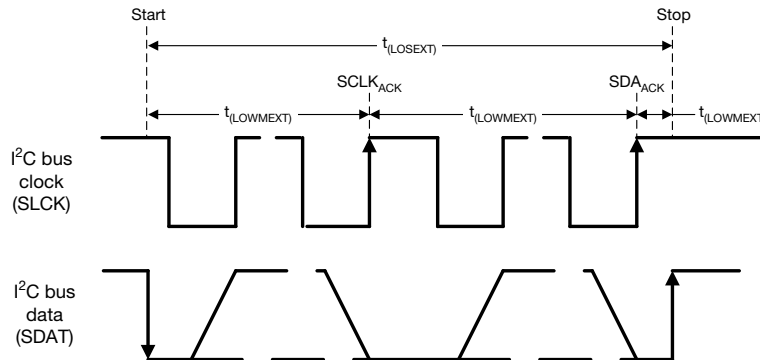 Start
Stop
t(LOSEXT)
SCLKACK
SDAACK
t(LOWMEXT)
t(LOWMEXT)
t(LOWMEXT
I2C bus
clock
(SLCK)
I2C bus
data
(SDAT)